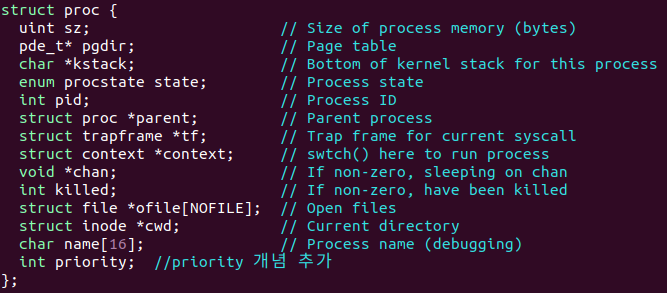 struct proc {
  uint sz;                     // Size of process memory (bytes)
  pde_t* pgdir;                // Page table
  char *kstack;                // Bottom of kernel stack for this process
  enum procstate state;        // Process state
  int pid;                     // Process ID
  struct proc *parent;         // Parent process
  struct trapframe *tf;        // Trap frame for current syscall
  struct context *context;     // swtch() here to run process
  void *chan;                  // If non-zero, sleeping on chan
  int killed;                  // If non-zero, have been killed
  struct file *ofile[NOFILE];  // Open files
  struct inode *cwd;           // Current directory
  char name[16];               // Process name (debugging)
  int priority;  //priority 개념 추가
};